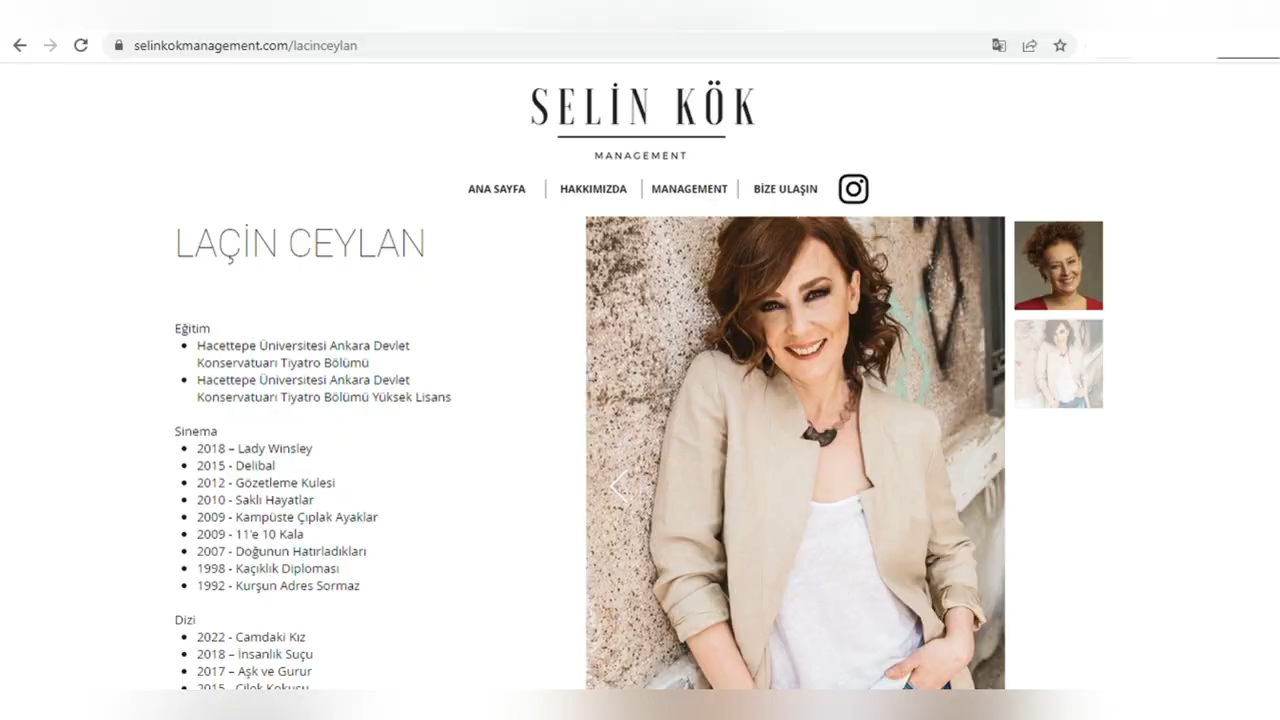 selinkokmanagement.com/lacinceylan
SELİN KÖK
MANAGEMENT
ANA SAYFA
HAKKIMIZDA
MANAGEMENT
BİZE ULAŞIN
LAÇİN CEYLAN
Eğitim
Hacettepe Üniversitesi Ankara Devlet
Konservatuarı Tiyatro Bölümü
Hacettepe Üniversitesi Ankara Devlet
Konservatuarı Tiyatro Bölümü Yüksek Lisans
Sinema
2018 – Lady Winsley
2015 - Delibal
2012 - Gözetleme Kulesi
2010 - Saklı Hayatlar
2009 - Kampüste Çıplak Ayaklar
2009 - 11'e 10 Kala
2007 - Doğunun Hatırladıkları
1998 - Kaçıklık Diploması
1992 - Kurşun Adres Sormaz
Dizi
2022 - Camdaki Kız
2018 – İnsanlık Suçu
2017 – Aşk ve Gurur
2015 - Çilek Kokusu